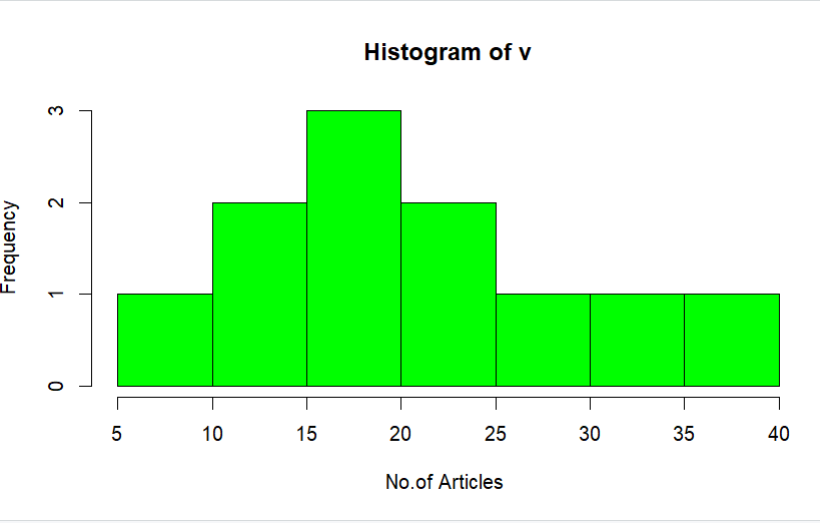 Histogram of v
Frequency
3
2
1
0
5 10 15 20 25 30 35 40
No.of Articles